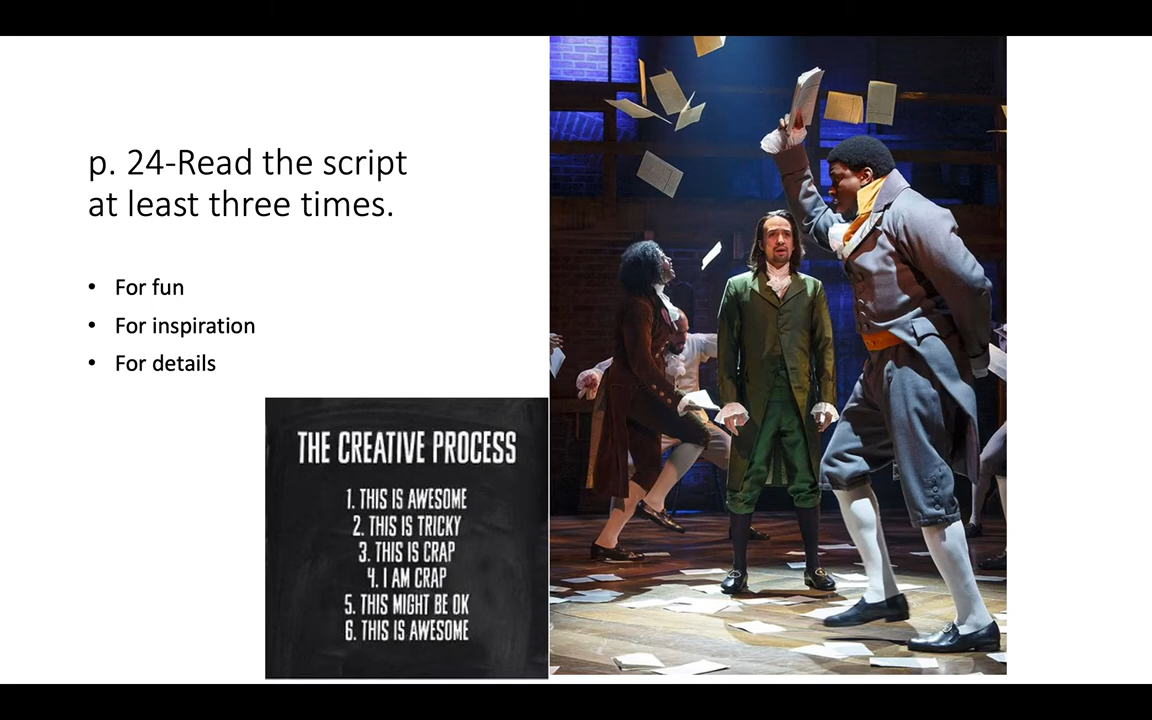 p. 24-Read the script
at least three times.
• For fun
• For inspiration
• For details
THE CREATIVE PROCESS
1. THIS IS AWESOME
2. THIS IS TRICKY
3. THIS IS CRAP
4. I AM CRAP
5. THIS MIGHT BE OK
6. THIS IS AWESOME